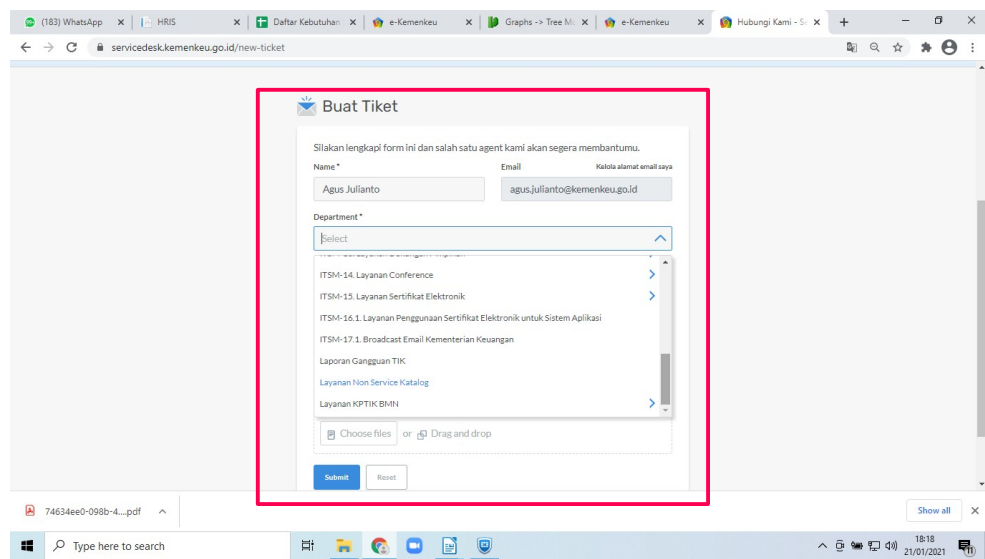 (183) WhatsApp
HRIS
Daftar Kebutuhan
e-Kemenkeu
Graphs -> Tree Mo
e-Kemenkeu
Hubungi Kami - Se
servicedesk.kemenkeu.go.id/new-ticket
Buat Tiket
Silakan lengkapi form ini dan salah satu agent kami akan segera membantumu.
Name *
Email
Kelola alamat email saya
Agus Julianto
agus.julianto@kemenkeu.go.id
Department *
Select
ITSM-14. Layanan Conference
ITSM-15. Layanan Sertifikat Elektronik
ITSM-16.1. Layanan Penggunaan Sertifikat Elektronik untuk Sistem Aplikasi
ITSM-17.1. Broadcast Email Kementerian Keuangan
Laporan Gangguan TIK
Layanan Non Service Katalog
Layanan KPTIK BMN
Choose files or Drag and drop
Submit
Reset
74634ee0-098b-4....pdf
Show all
Type here to search
18:18
21/01/2021